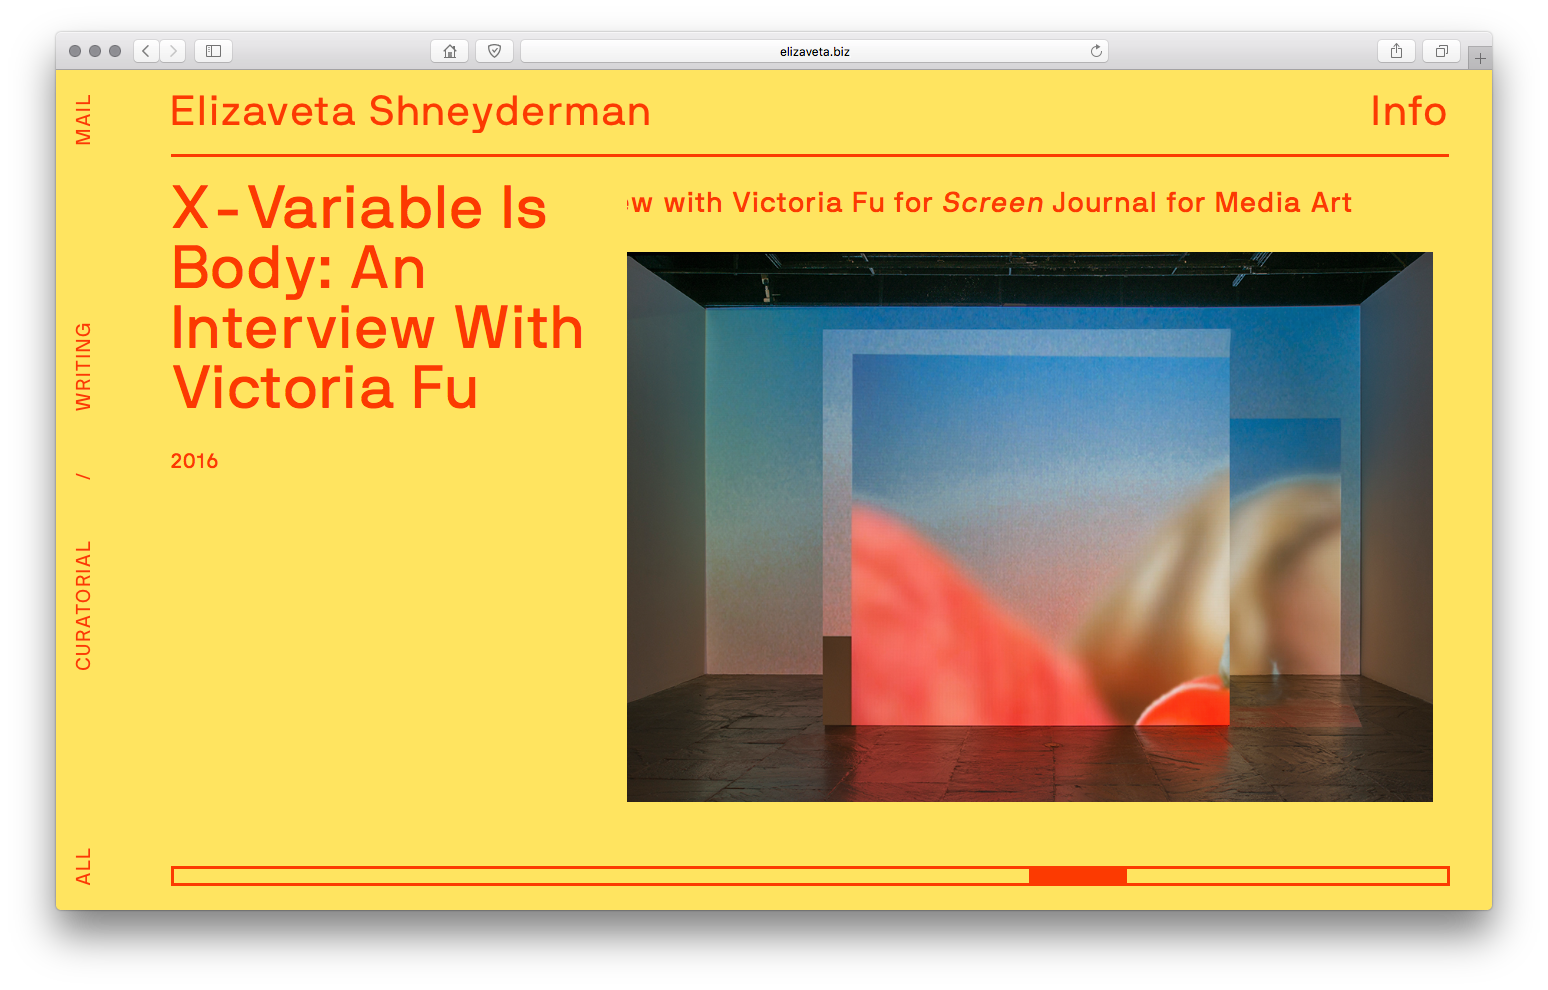 elizaveta.biz
MAIL
Elizaveta Shneyderman
Info
X-Variable Is
Body: An
Interview With
Victoria Fu
2016
w with Victoria Fu for Screen Journal for Media Art
WRITING
/
CURATORIAL
ALL